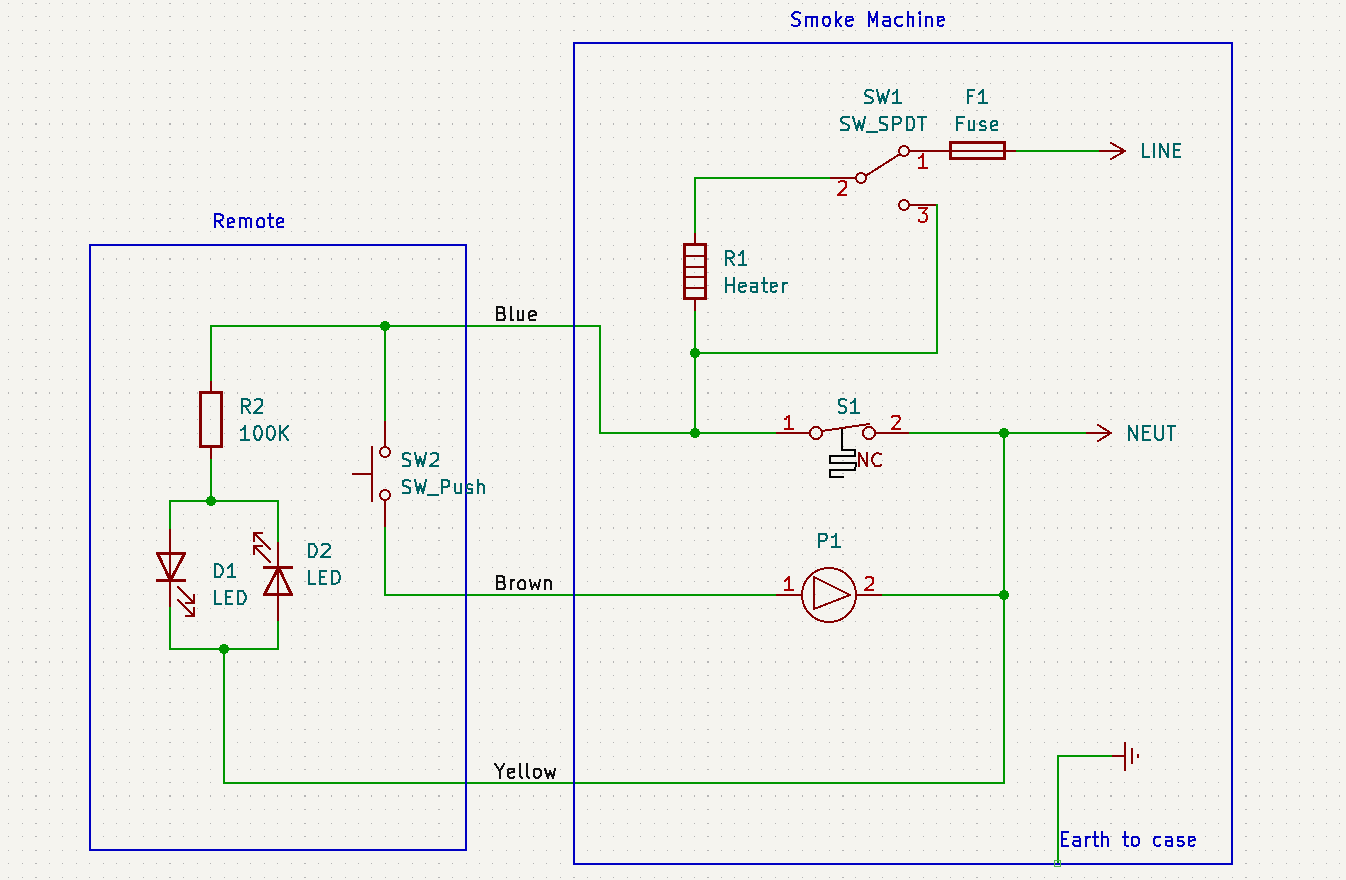 Smoke Machine
SW1
SW_SPDT
F1
Fuse
1
LINE
2
3
Remote
R1
Heater
Blue
R2
100K
S1
1
2
NEUT
NC
SW2
SW_Push
P1
D2
LED
D1
LED
Brown
1
2
Yellow
Earth to case